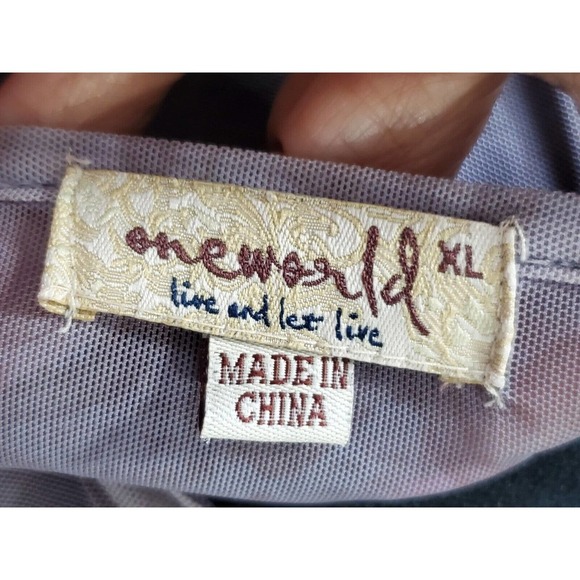 oneworld XL
live and let live
MADE IN
CHINA